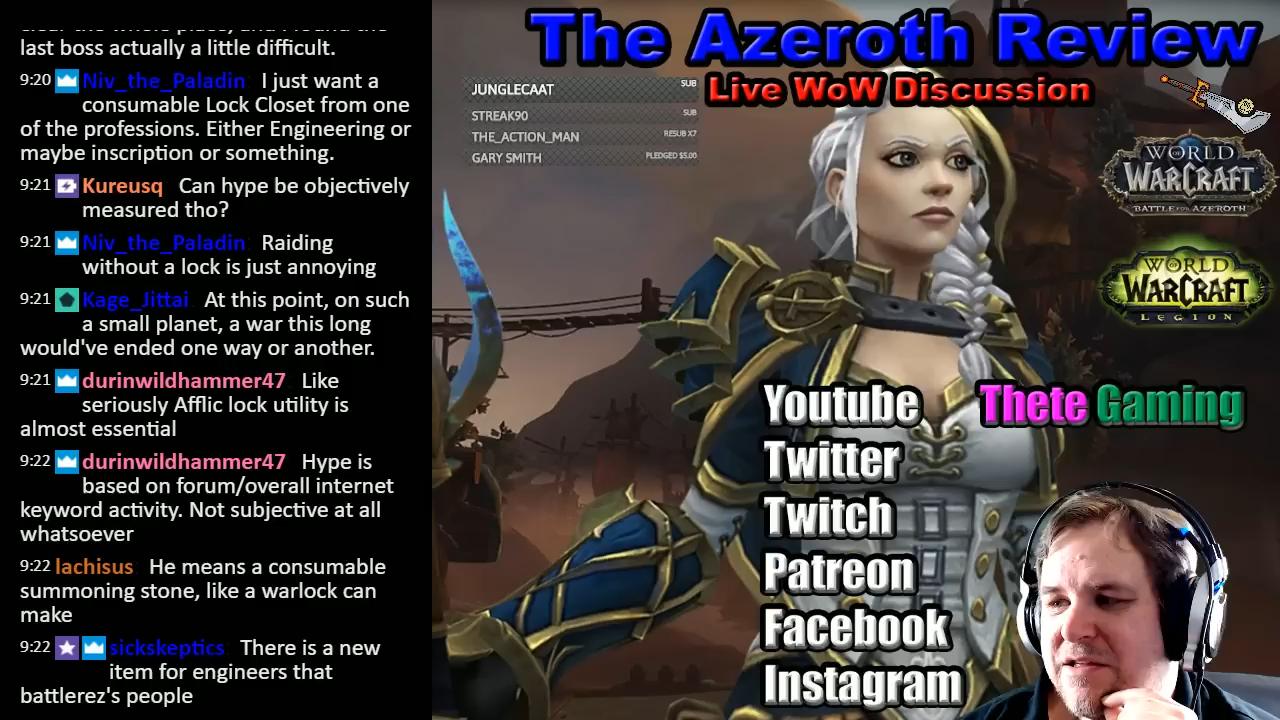 clear the whole place, and found the
last boss actually a little difficult.
9:20 Niv_the_Paladin: I just want a
consumable Lock Closet from one
of the professions. Either Engineering or
maybe inscription or something.
9:21 Kureusq: Can hype be objectively
measured tho?
9:21 Niv_the_Paladin: Raiding
without a lock is just annoying
9:21 Kage_Jittai: At this point, on such
a small planet, a war this long
would've ended one way or another.
9:21 durinwildhammer47: Like
seriously Afflic lock utility is
almost essential
9:22 durinwildhammer47: Hype is
based on forum/overall internet
keyword activity. Not subjective at all
whatsoever
9:22 lachisus: He means a consumable
summoning stone, like a warlock can
make
9:22 sickskeptics: There is a new
item for engineers that
battlerez's people
The Azeroth Review
Live WoW Discussion
JUNGLECAAT SUB
STREAK90 SUB
THE_ACTION_MAN RESUB X7
GARY SMITH PLEDGED $5.00
WORLD
WARCRAFT
BATTLE FOR AZEROTH
WORLD
WARCRAFT
LEGION
Youtube Thete Gaming
Twitter
Twitch
Patreon
Facebook
Instagram